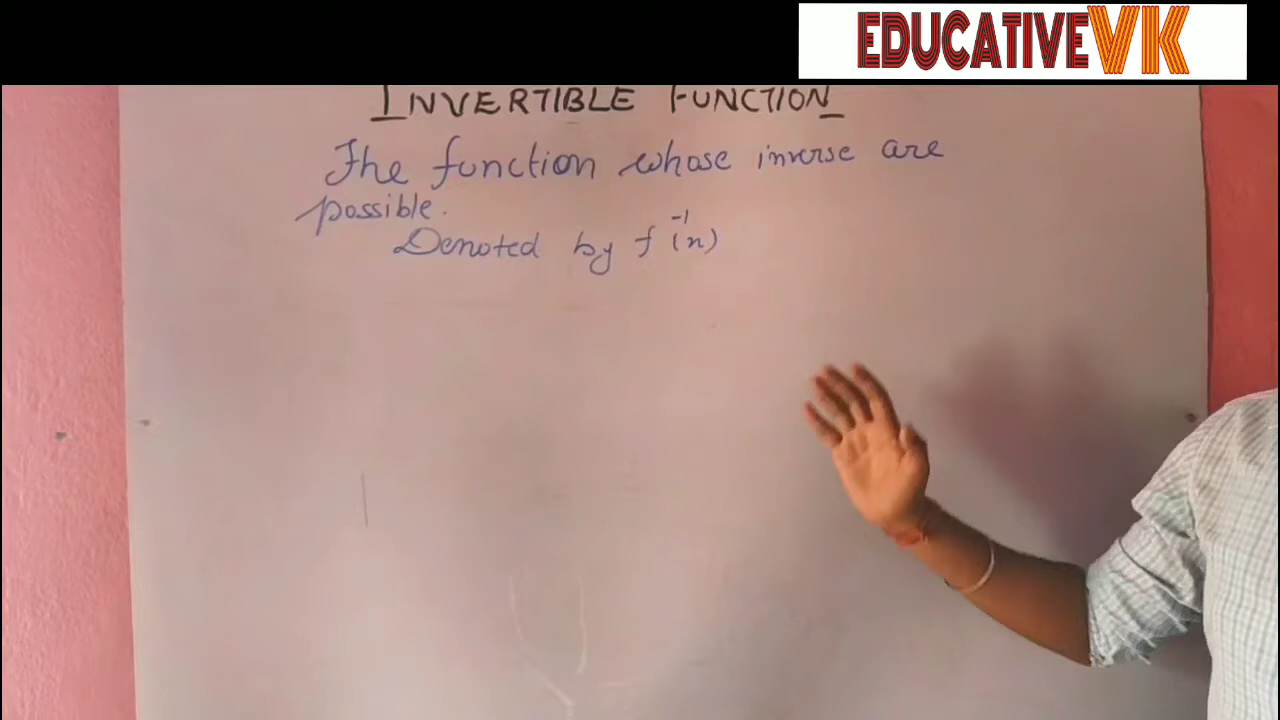 EDUCATIVEVK
INVERTIBLE FUNCTION
The function whose inverse are
possible.
Denoted by f⁻¹(x)